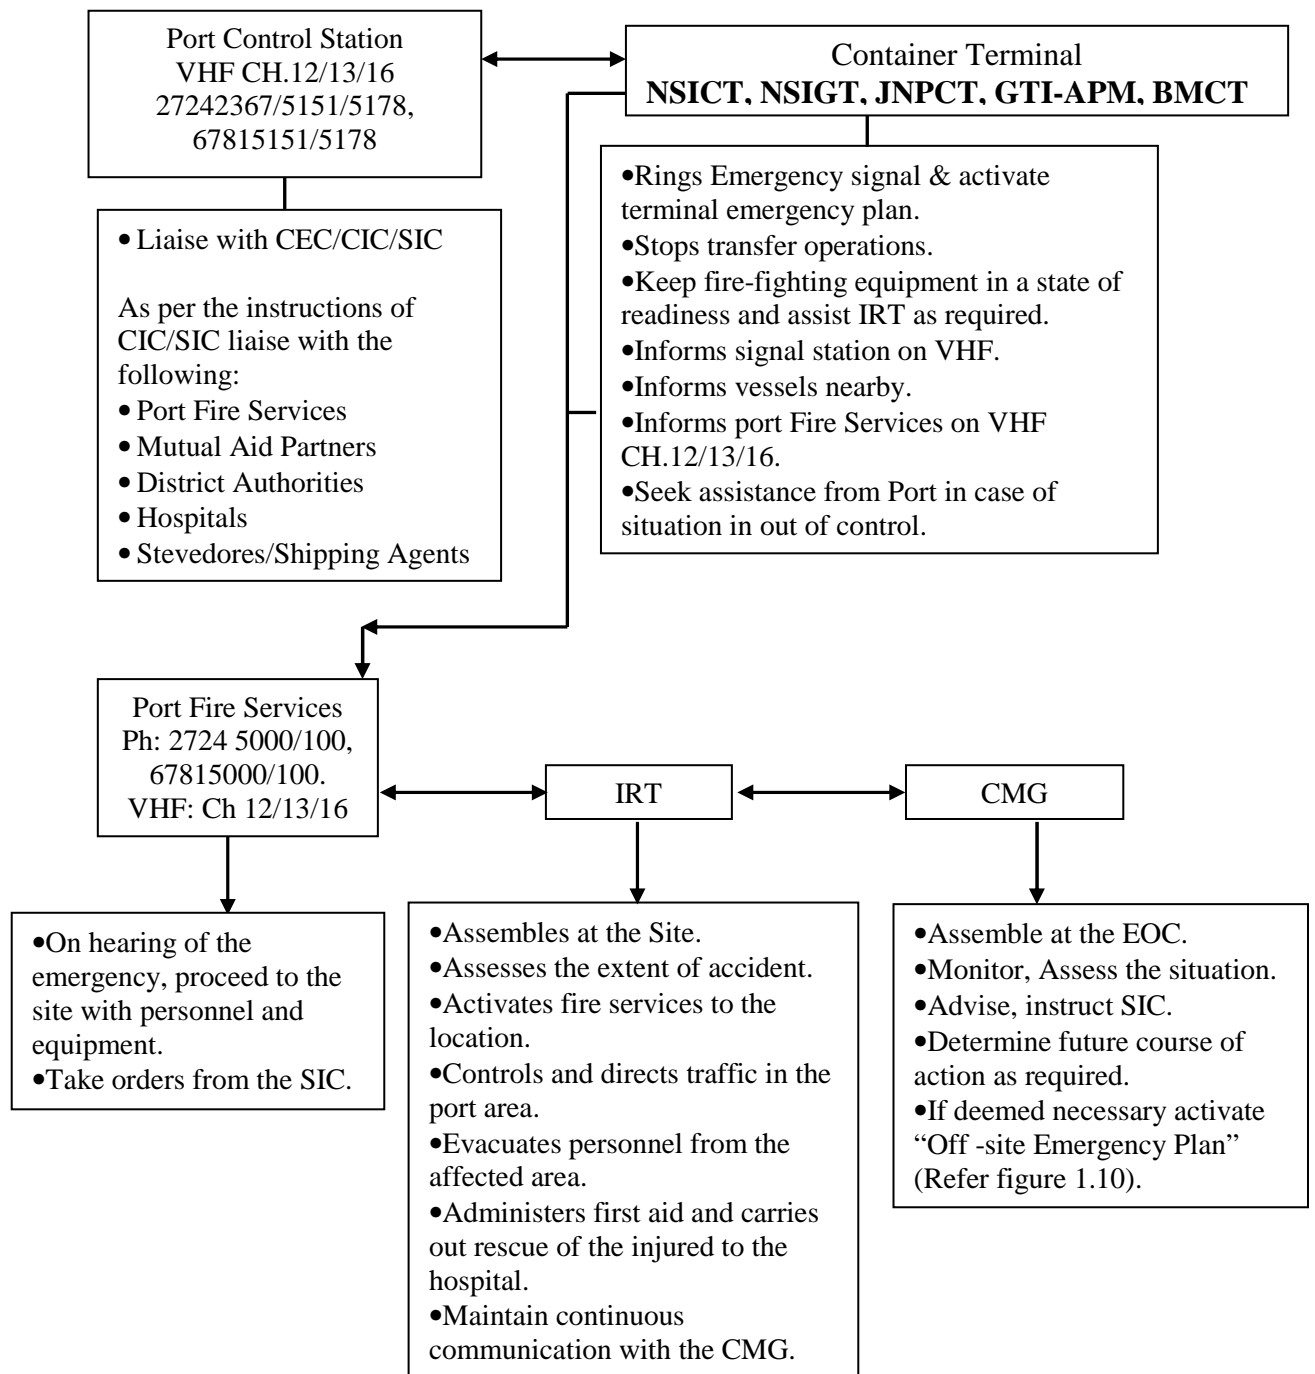 Port Control Station
VHF CH.12/13/16
27242367/5151/5178,
67815151/5178
Container Terminal
NSICT, NSIGT, JNPCT, GTI-APM, BMCT
• Liaise with CEC/CIC/SIC
As per the instructions of
CIC/SIC liaise with the
following:
• Port Fire Services
• Mutual Aid Partners
• District Authorities
• Hospitals
• Stevedores/Shipping Agents
•Rings Emergency signal & activate
terminal emergency plan.
•Stops transfer operations.
•Keep fire-fighting equipment in a state of
readiness and assist IRT as required.
•Informs signal station on VHF.
•Informs vessels nearby.
•Informs port Fire Services on VHF
CH.12/13/16.
•Seek assistance from Port in case of
situation in out of control.
Port Fire Services
Ph: 2724 5000/100,
67815000/100.
VHF: Ch 12/13/16
IRT
CMG
•On hearing of the
emergency, proceed to the
site with personnel and
equipment.
•Take orders from the SIC.
•Assembles at the Site.
•Assesses the extent of accident.
•Activates fire services to the
location.
•Controls and directs traffic in the
port area.
•Evacuates personnel from the
affected area.
•Administers first aid and carries
out rescue of the injured to the
hospital.
•Maintain continuous
communication with the CMG.
•Assemble at the EOC.
•Monitor, Assess the situation.
•Advise, instruct SIC.
•Determine future course of
action as required.
•If deemed necessary activate
“Off -site Emergency Plan”
(Refer figure 1.10).